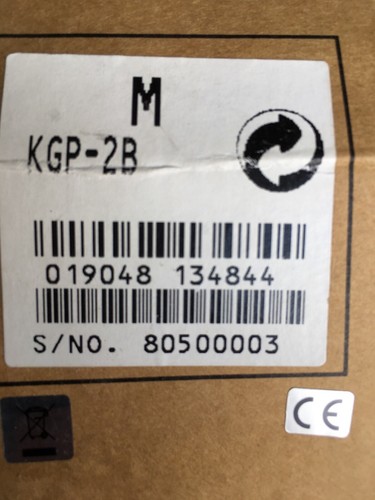 M
KGP-2B
019048 134844
S/NO. 80500003
CE